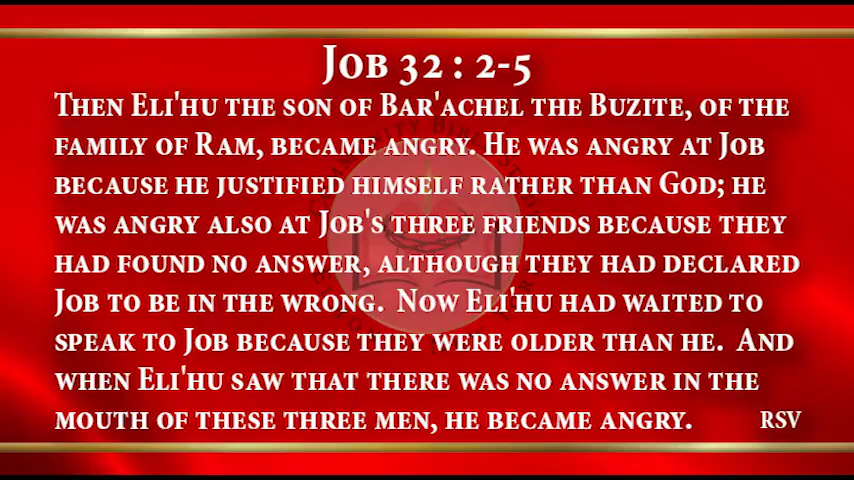 Job 32 : 2-5
Then Eli'hu the son of Bar'achel the Buzite, of the
family of Ram, became angry. He was angry at Job
because he justified himself rather than God; he
was angry also at Job's three friends because they
had found no answer, although they had declared
Job to be in the wrong. Now Eli'hu had waited to
speak to Job because they were older than he. And
when Eli'hu saw that there was no answer in the
mouth of these three men, he became angry. RSV